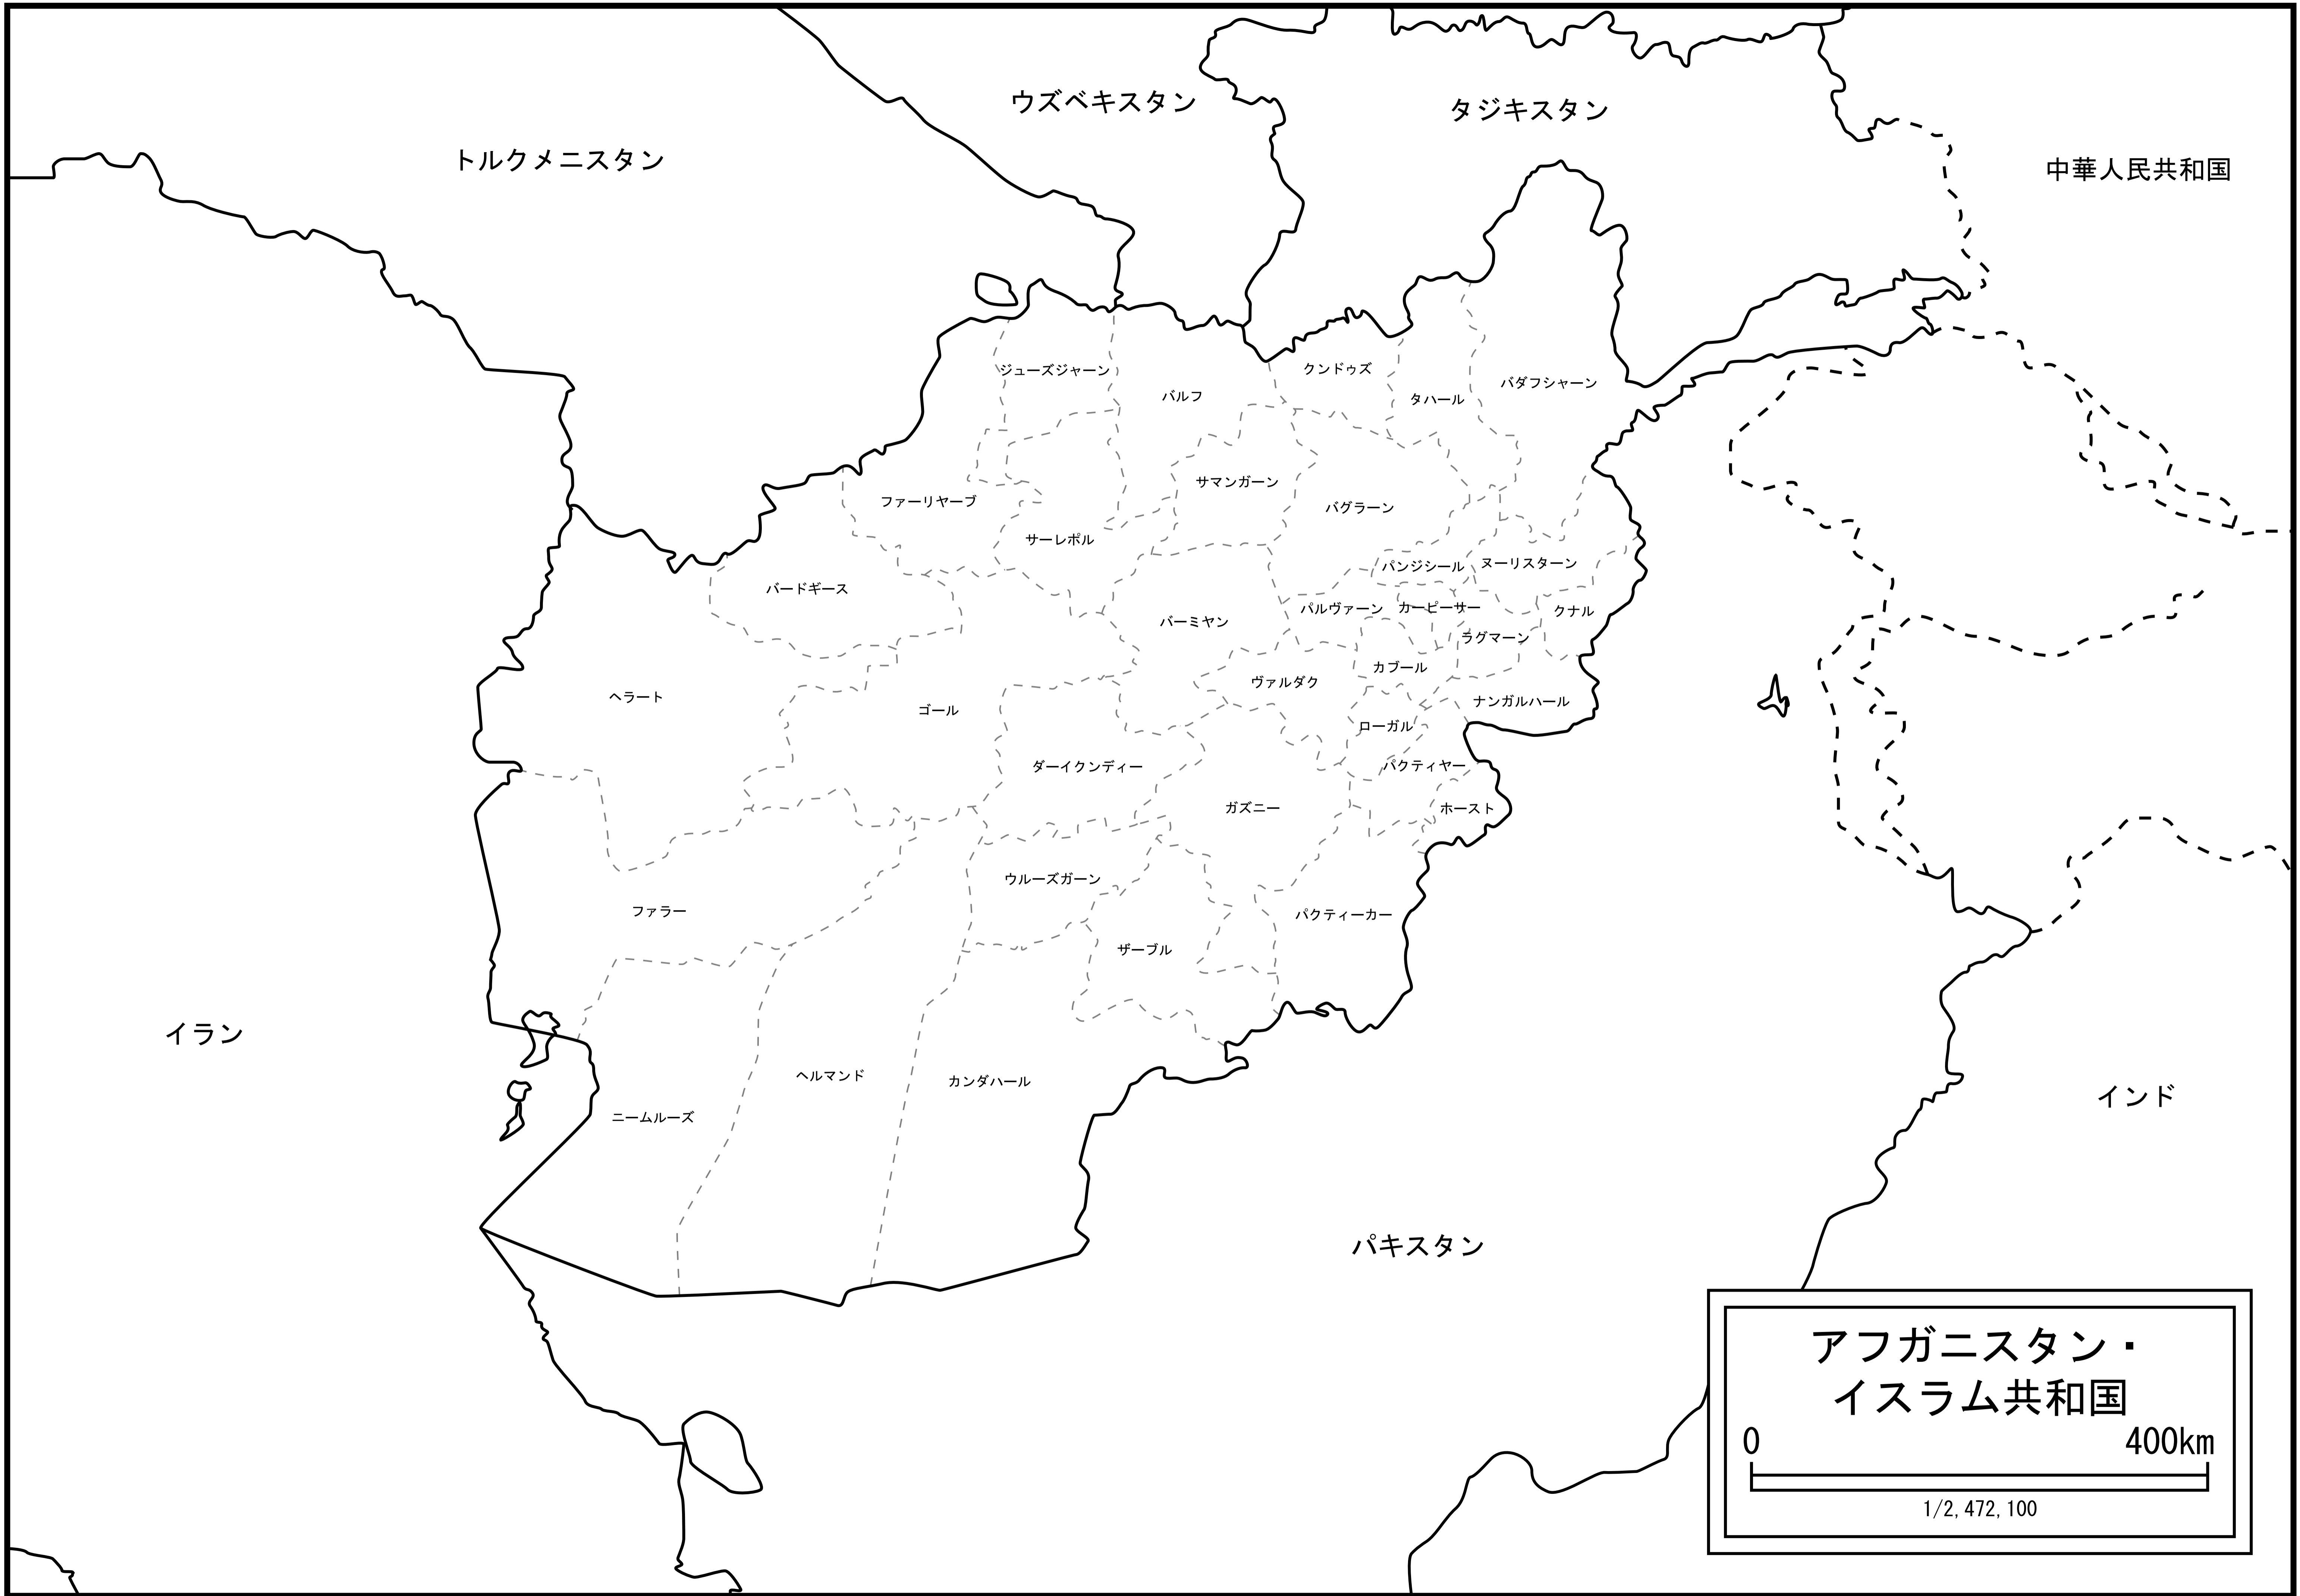 ウズベキスタン
タジキスタン
トルクメニスタン
中華人民共和国
ジューズジャーン
クンドゥズ
バダフシャーン
バルフ
タハール
サマンガーン
ファーリヤーブ
バグラーン
サーレポル
パンジシール
ヌーリスターン
バードギース
パルヴァーン
カーピーサー
クナル
バーミヤン
ラグマーン
カブール
ヴァルダク
ヘラート
ナンガルハール
ゴール
ローガル
ダーイクンディー
パクティヤー
ガズニー
ホースト
ウルーズガーン
ファラー
パクティーカー
ザーブル
イラン
ヘルマンド
カンダハール
インド
ニームルーズ
パキスタン
アフガニスタン・
イスラム共和国
0 400km
1/2,472,100